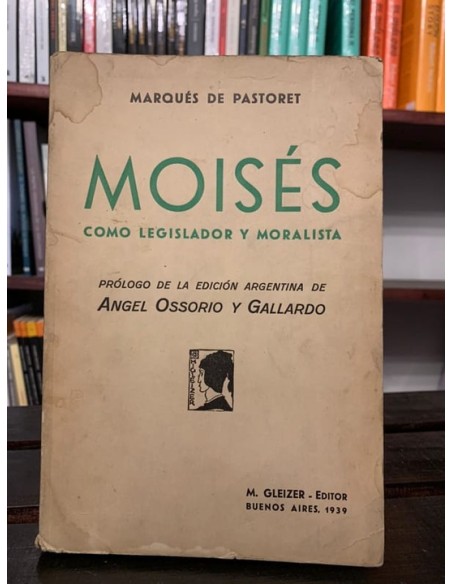 MARQUÉS DE PASTORET
MOISÉS
COMO LEGISLADOR Y MORALISTA
PRÓLOGO DE LA EDICIÓN ARGENTINA DE
ANGEL OSSORIO Y GALLARDO
M. GLEIZER
M. GLEIZER - EDITOR
BUENOS AIRES, 1939